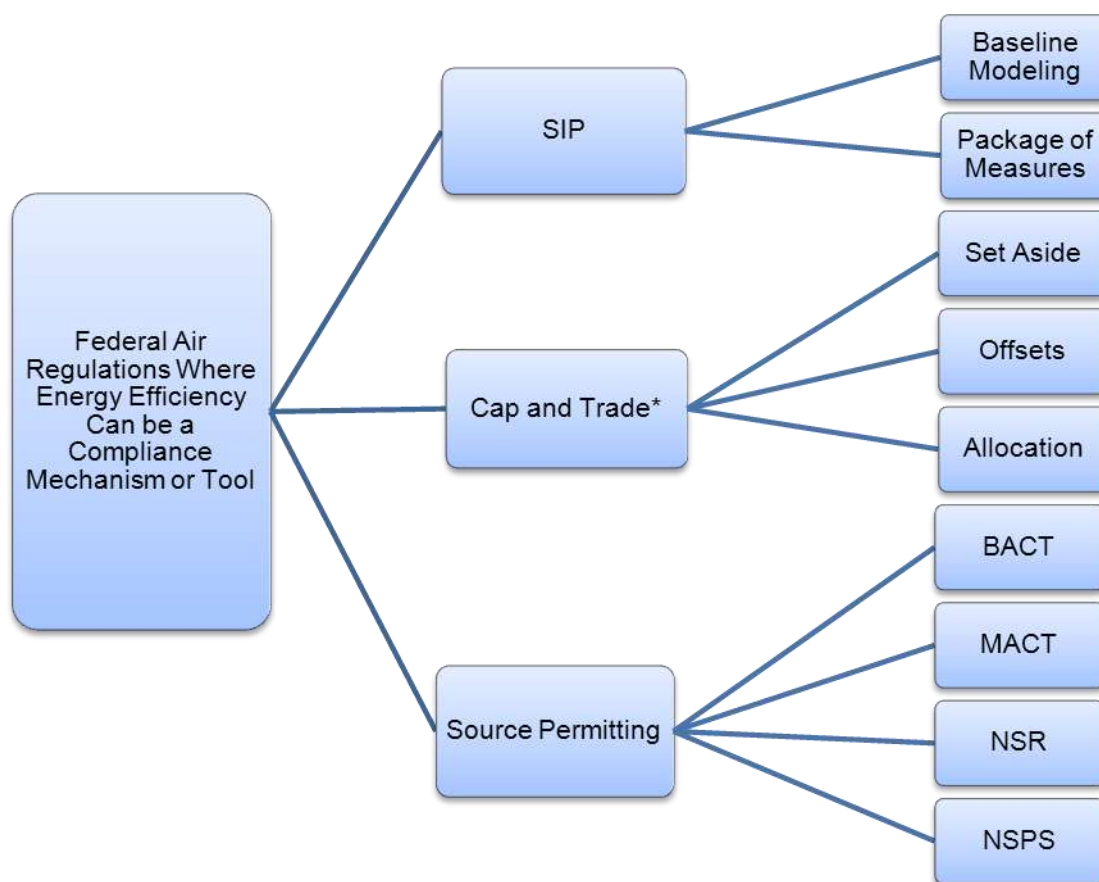 Federal Air
Regulations Where
Energy Efficiency
Can be a
Compliance
Mechanism or Tool
SIP
Baseline
Modeling
Package of
Measures
Cap and Trade*
Set Aside
Offsets
Allocation
Source Permitting
BACT
MACT
NSR
NSPS